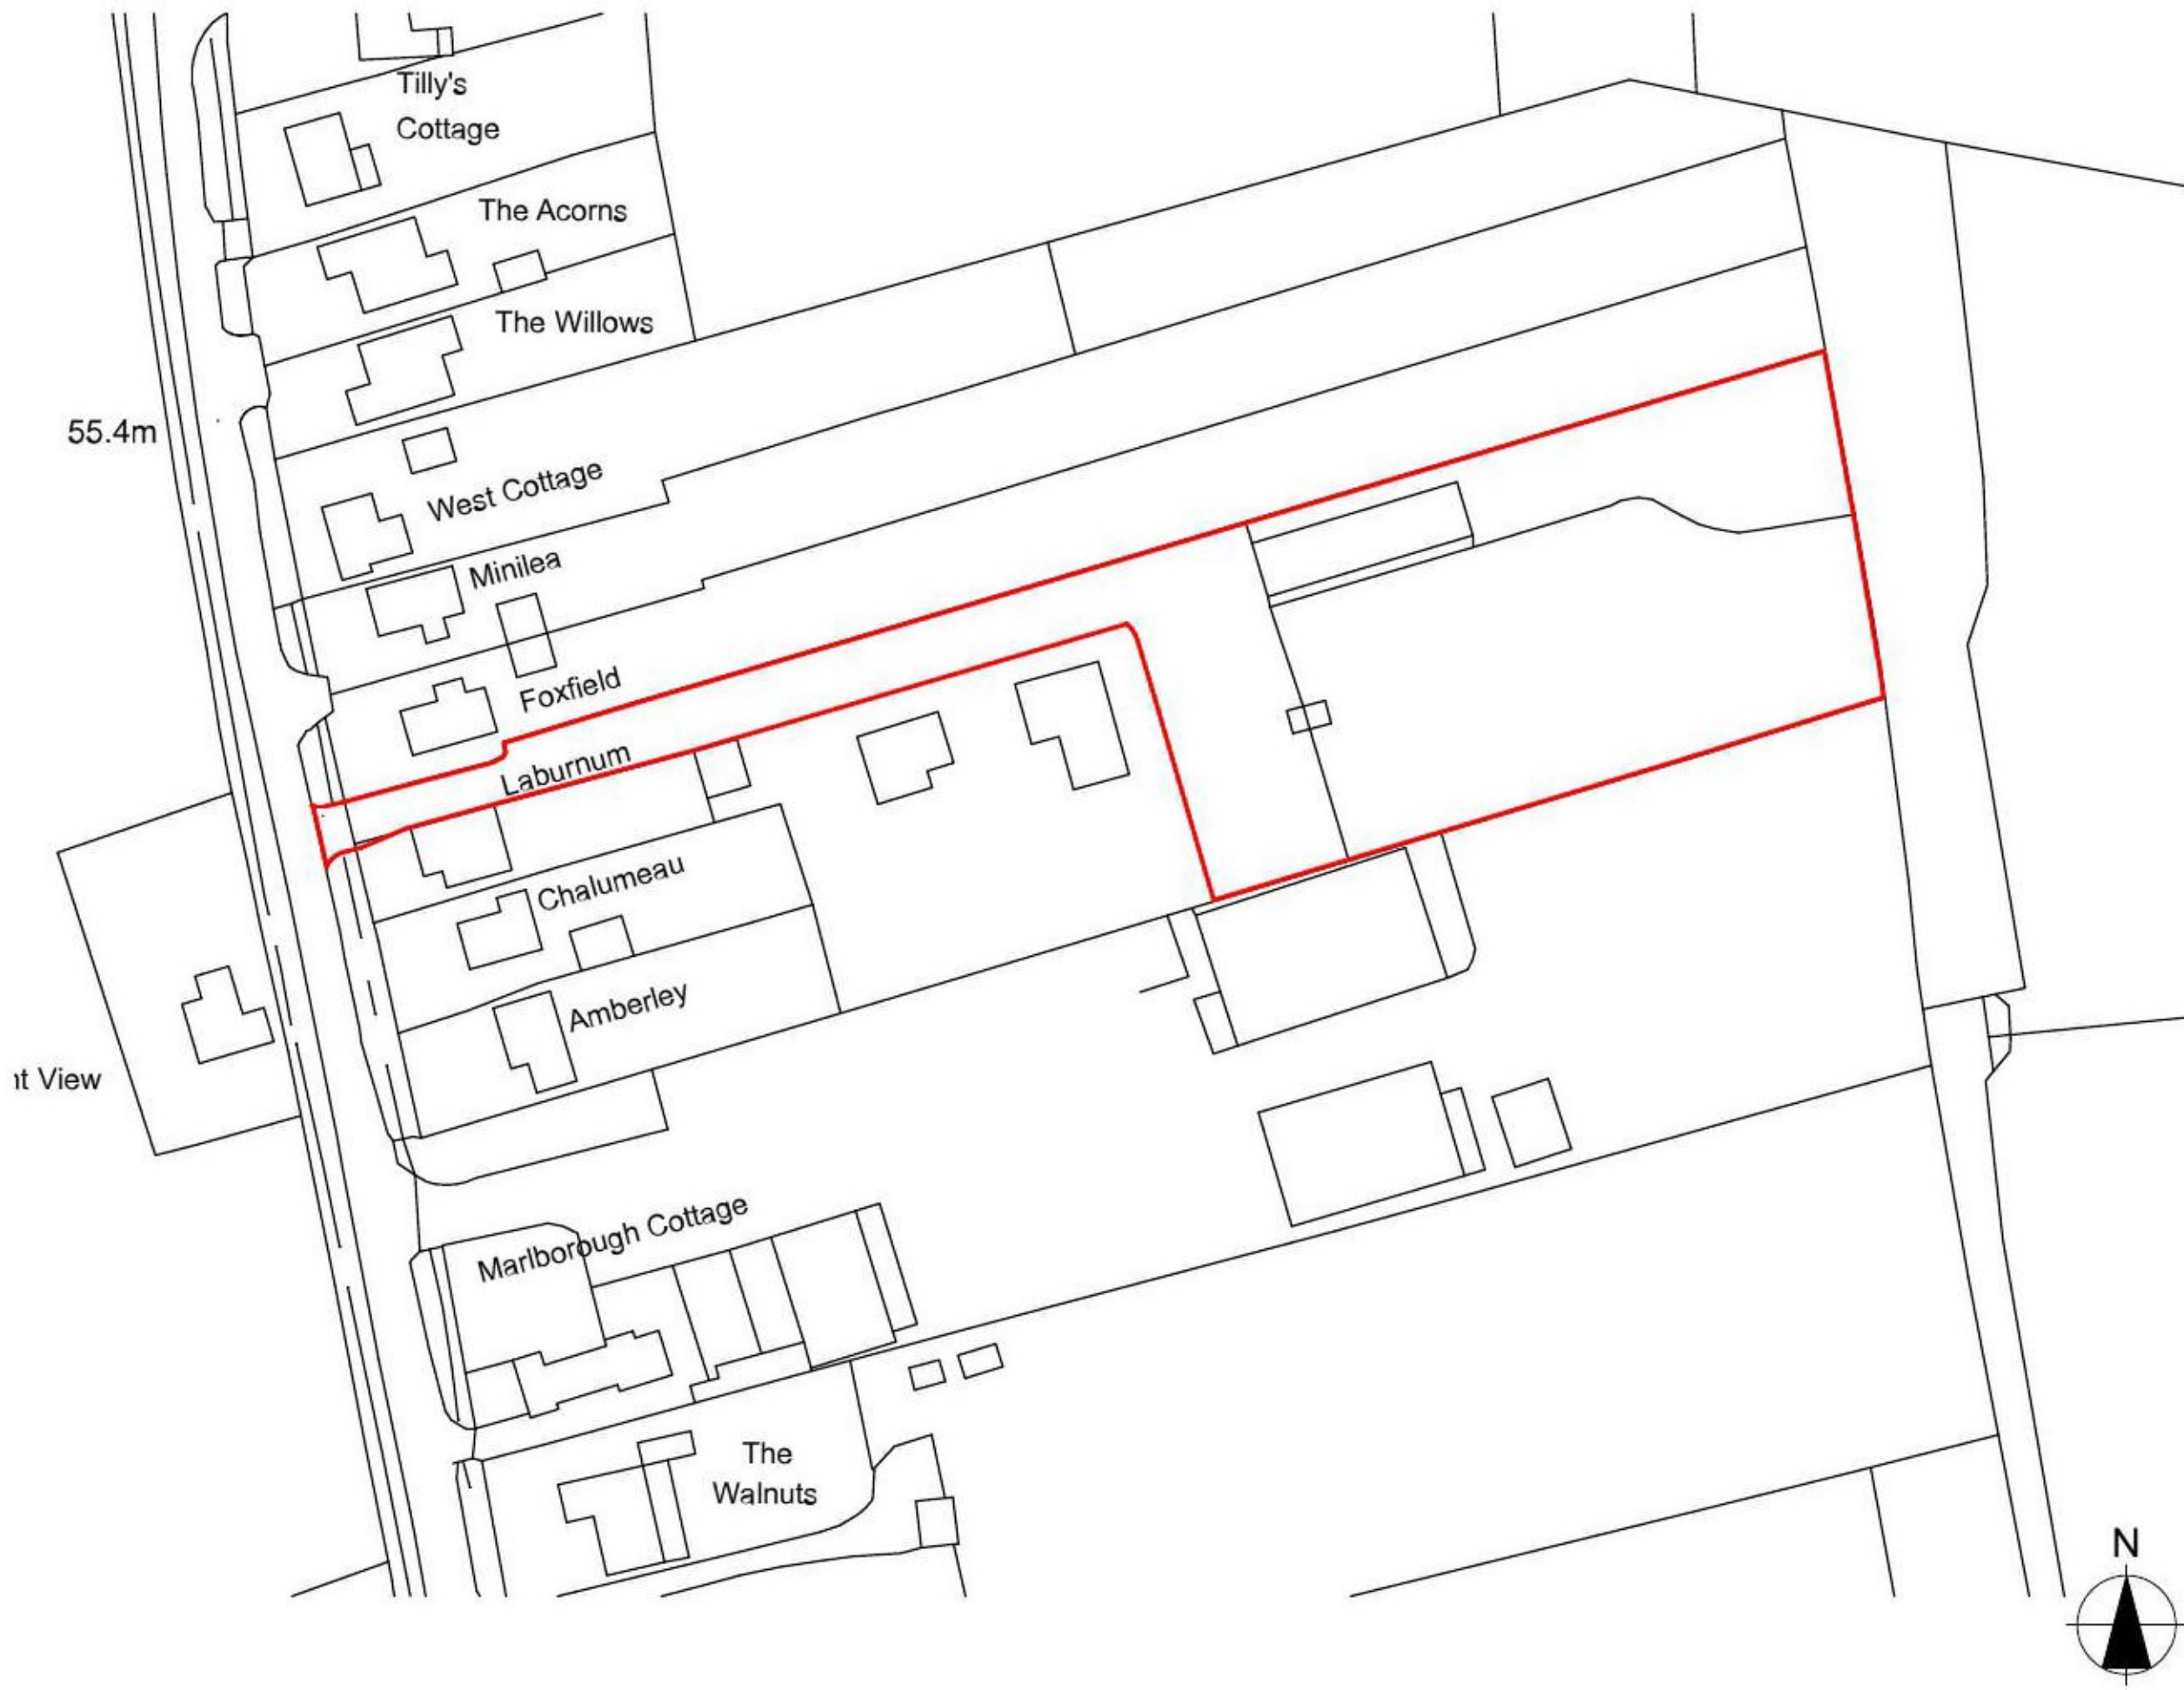 Tilly's
Cottage
The Acorns
The Willows
55.4m
West Cottage
Minilea
Foxfield
Laburnum
Chalumeau
Amberley
View
Marlborough Cottage
The
Walnuts
N